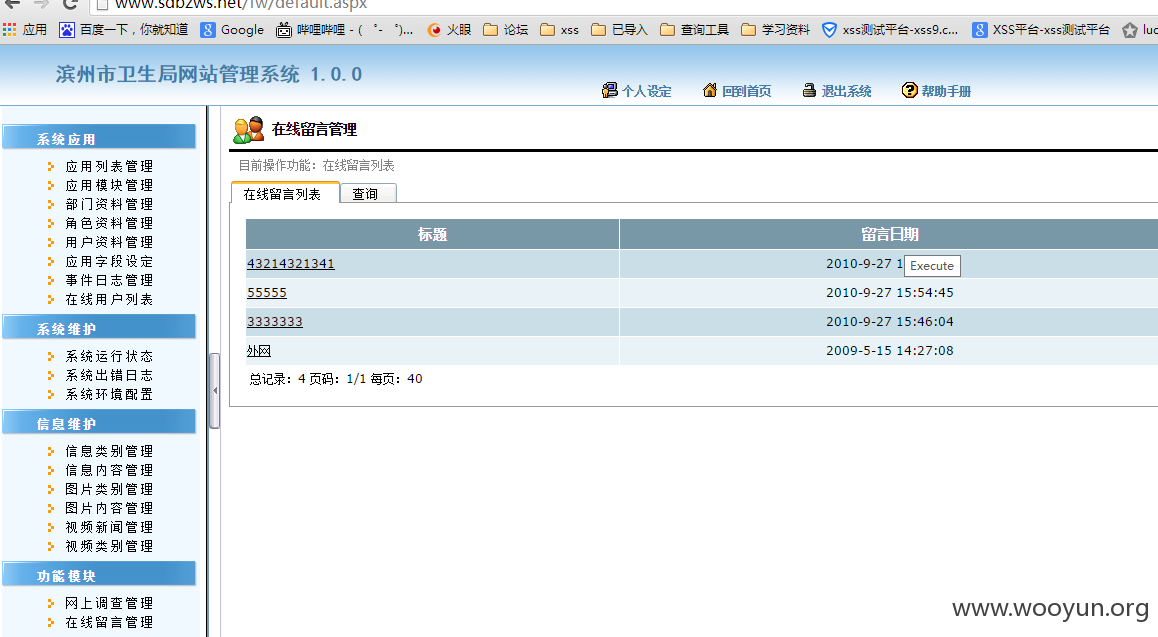 www.sdbzws.net/fw/default.aspx
应用 百度一下，你就知道 Google 哔哩哔哩 - ( ゜- ゜)... 火眼 论坛 xss 已导入 查询工具 学习资料 xss测试平台-xss9.c... XSS平台-xss测试平台 luc
滨州市卫生局网站管理系统 1.0.0
个人设定 回到首页 退出系统 帮助手册
系统应用
应用列表管理
应用模块管理
部门资料管理
角色资料管理
用户资料管理
应用字段设定
事件日志管理
在线用户列表
系统维护
系统运行状态
系统出错日志
系统环境配置
信息维护
信息类别管理
信息内容管理
图片类别管理
图片内容管理
视频新闻管理
视频类别管理
功能模块
网上调查管理
在线留言管理
在线留言管理
目前操作功能：在线留言列表
在线留言列表 查询
标题 留言日期
43214321341 2010-9-27 1
Execute
55555 2010-9-27 15:54:45
3333333 2010-9-27 15:46:04
外网 2009-5-15 14:27:08
总记录：4 页码：1/1 每页：40
www.wooyun.org